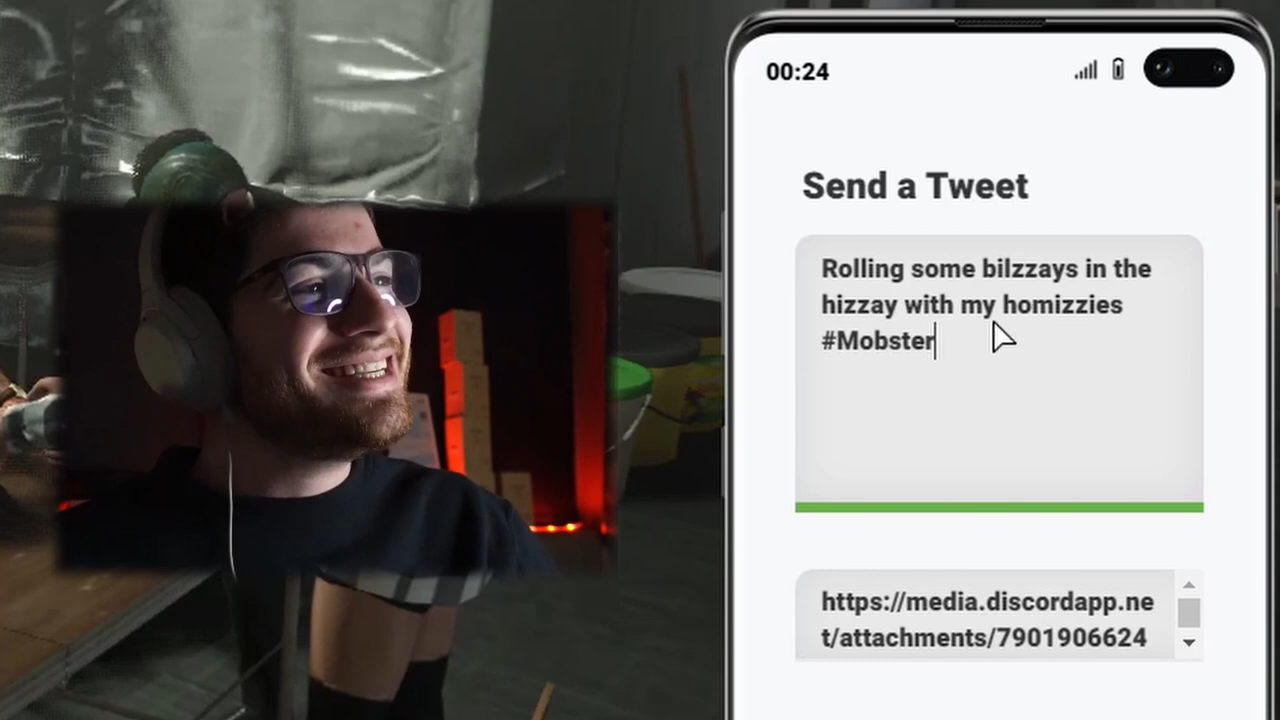 00:24
Send a Tweet
Rolling some bilzzays in the
hizzay with my homizzies
#Mobster
https://media.discordapp.ne
t/attachments/7901906624